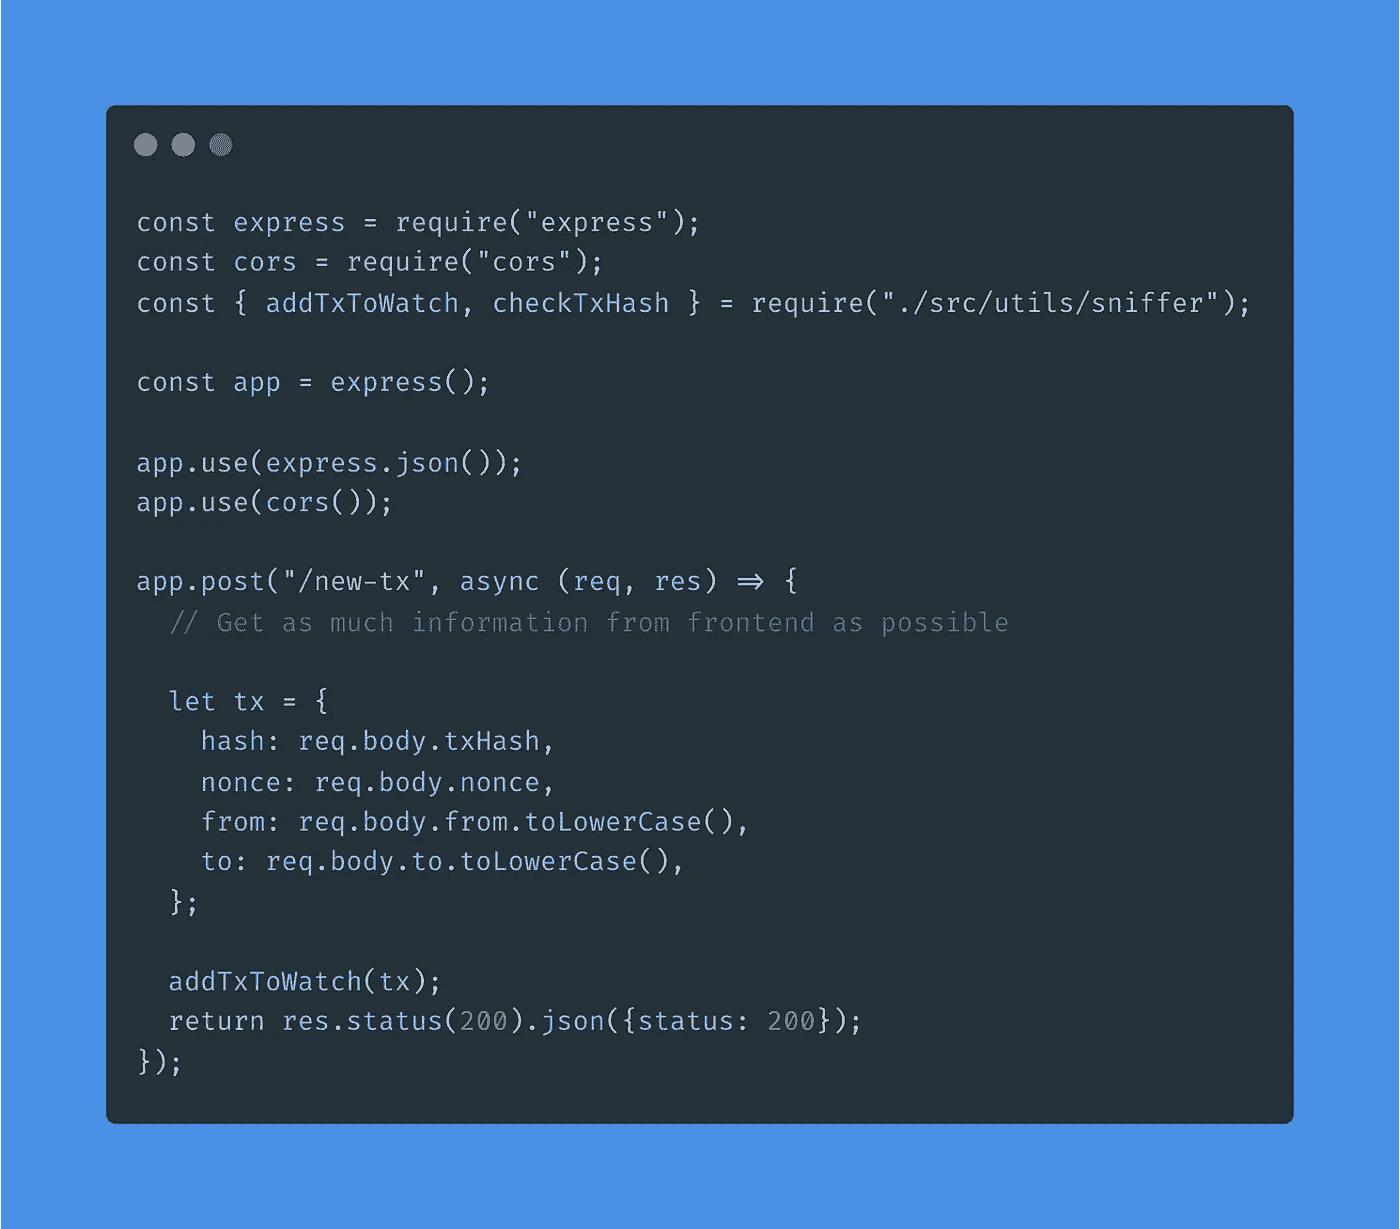 const express = require("express");
const cors = require("cors");
const { addTxToWatch, checkTxHash } = require("./src/utils/sniffer");
const app = express();
app.use(express.json());
app.use(cors());
app.post("/new-tx", async (req, res) => {
// Get as much information from frontend as possible
let tx = {
hash: req.body.txHash,
nonce: req.body.nonce,
from: req.body.from.toLowerCase(),
to: req.body.to.toLowerCase(),
};
addTxToWatch(tx);
return res.status(200).json({status: 200});
});